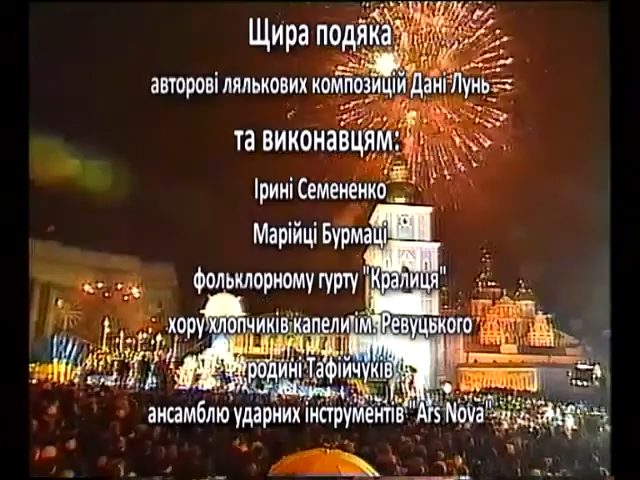 Щира подяка
авторові лялькових композицій Дані Лунь
та виконавцям:
Ірині Семененко
Марійці Бурмаці
фольклорному гурту "Кралиця"
хору хлопчиків капели ім. Ревуцького
родині Тафійчуків
ансамблю ударних інструментів "Ars Nova"